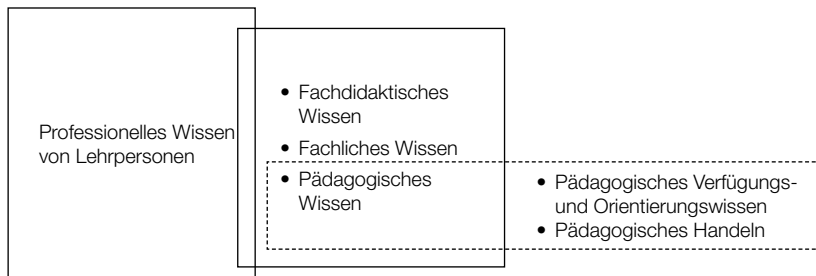 Professionelles Wissen
von Lehrpersonen
• Fachdidaktisches
Wissen
• Fachliches Wissen
• Pädagogisches
Wissen
• Pädagogisches Verfügungs-
und Orientierungswissen
• Pädagogisches Handeln